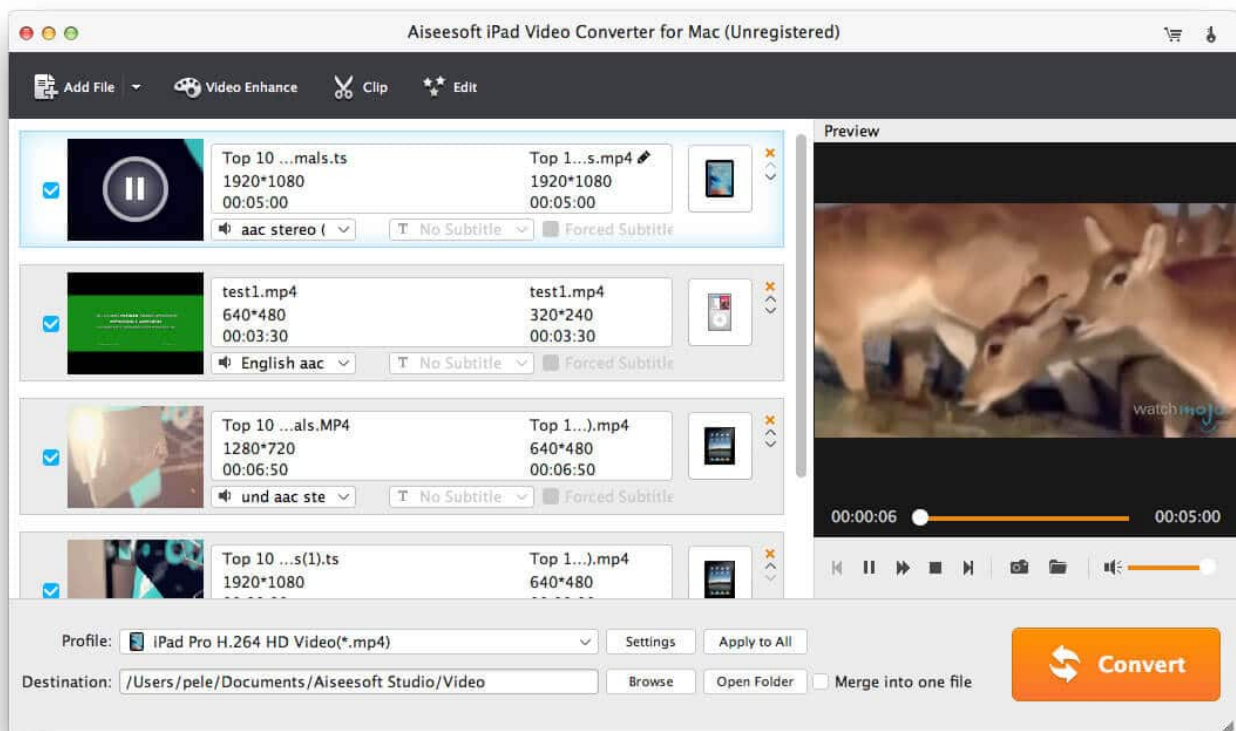 Aiseesoft iPad Video Converter for Mac (Unregistered)
Add File Video Enhance Clip Edit
Preview
Top 10 ...mals.ts Top 1...s.mp4
1920*1080 1920*1080
00:05:00 00:05:00
aac stereo ( T No Subtitle Forced Subtitle
test1.mp4 test1.mp4
640*480 320*240
00:03:30 00:03:30
English aac T No Subtitle Forced Subtitle
Top 10 ...als.MP4 Top 1...).mp4
1280*720 640*480
00:06:50 00:06:50
und aac ste T No Subtitle Forced Subtitle
Top 10 ...s(1).ts Top 1...).mp4
1920*1080 640*480
watchmojo
00:00:06 00:05:00
Profile: iPad Pro H.264 HD Video(*.mp4) Settings Apply to All
Destination: /Users/pele/Documents/Aiseesoft Studio/Video Browse Open Folder Merge into one file
Convert